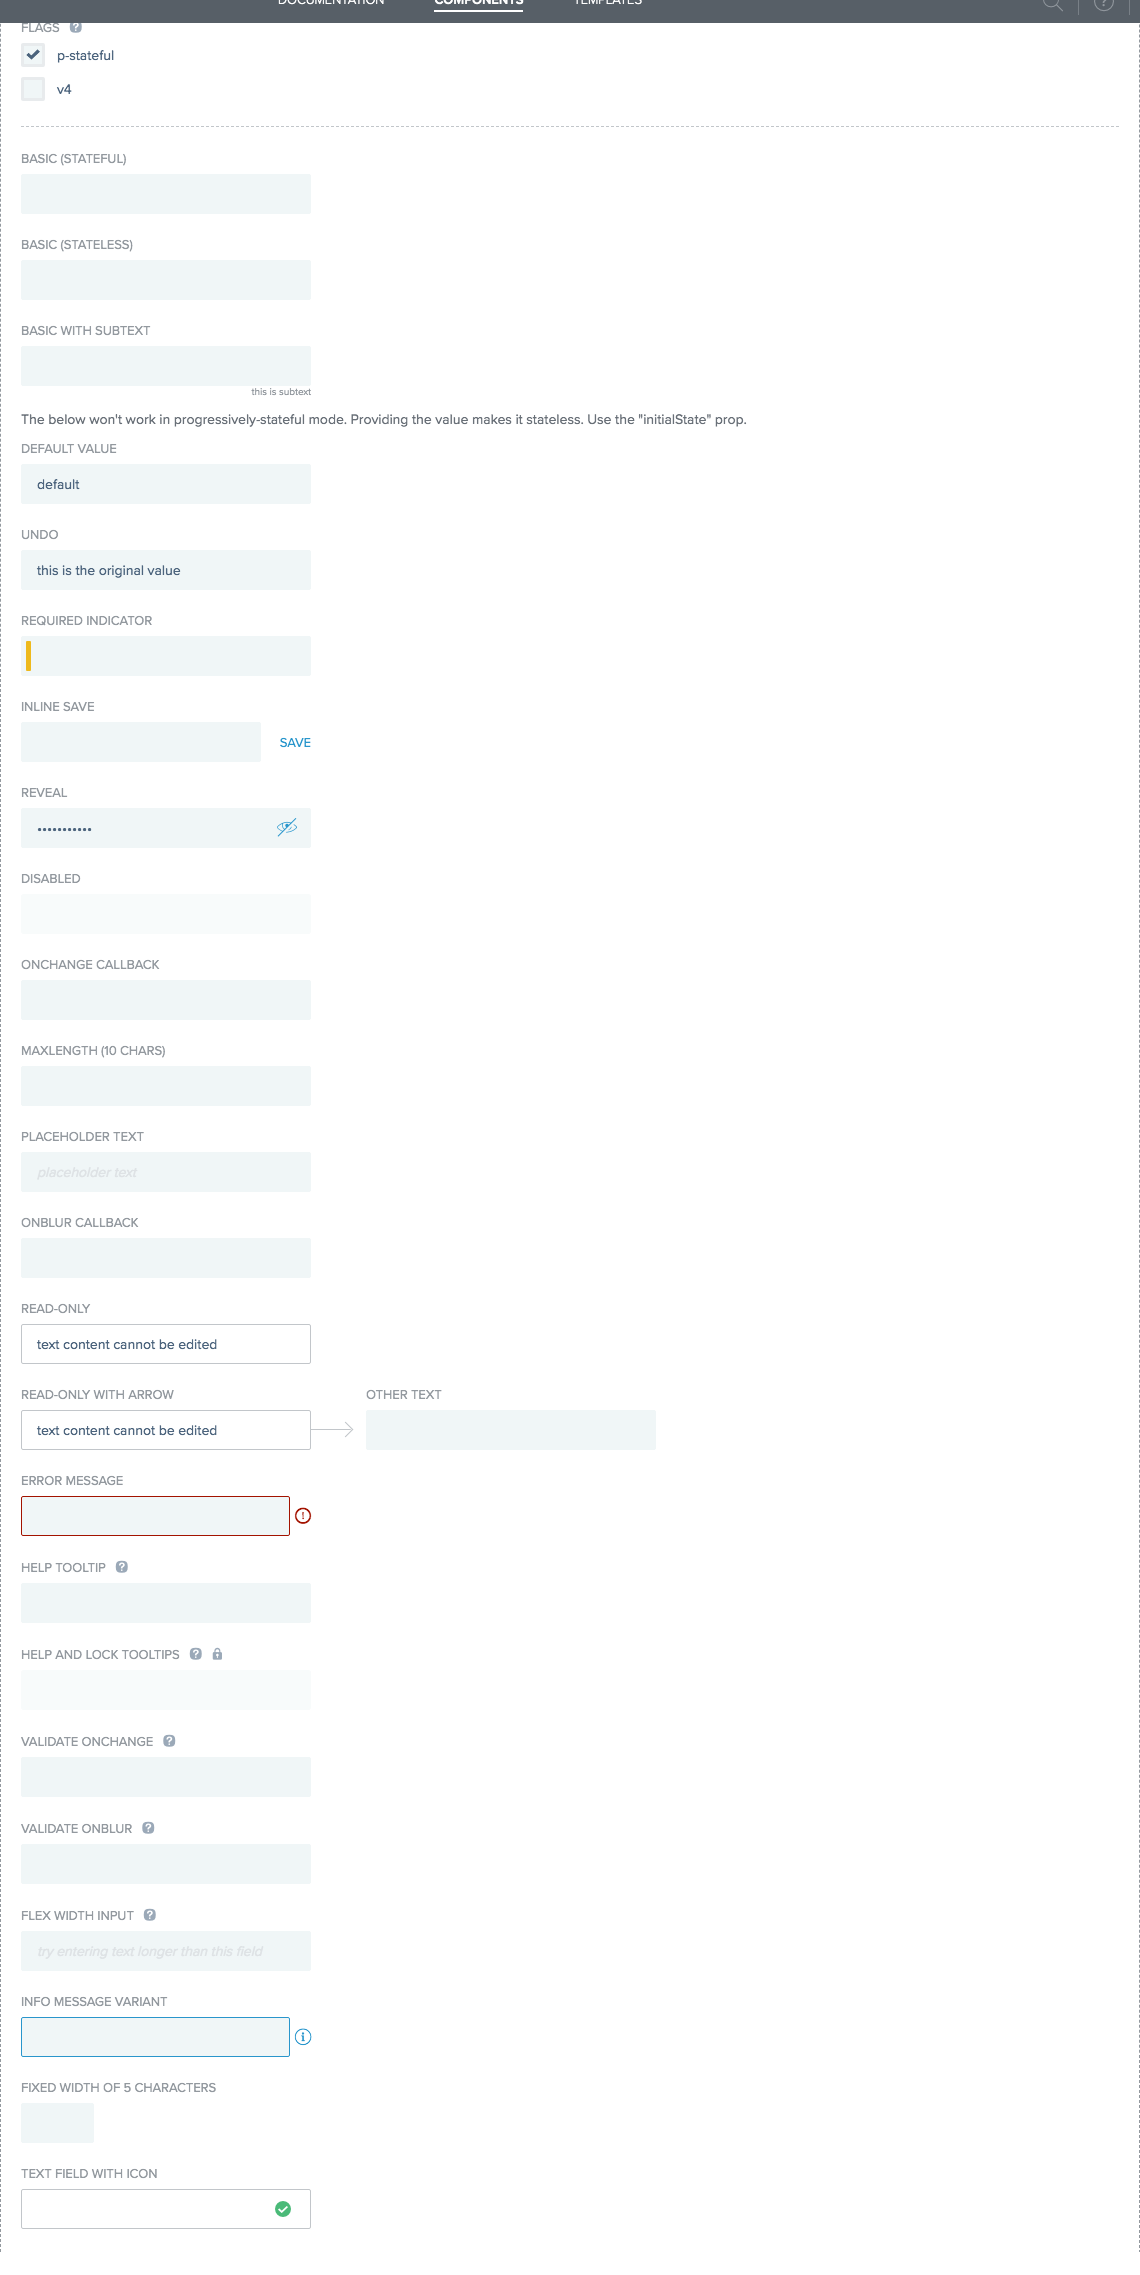 DOCUMENTATION COMPONENTS TEMPLATES
FLAGS
p-stateful
v4
BASIC (STATEFUL)
BASIC (STATELESS)
BASIC WITH SUBTEXT
this is subtext
The below won't work in progressively-stateful mode. Providing the value makes it stateless. Use the "initialState" prop.
DEFAULT VALUE
default
UNDO
this is the original value
REQUIRED INDICATOR
INLINE SAVE
SAVE
REVEAL
•••••••••••
DISABLED
ONCHANGE CALLBACK
MAXLENGTH (10 CHARS)
PLACEHOLDER TEXT
placeholder text
ONBLUR CALLBACK
READ-ONLY
text content cannot be edited
READ-ONLY WITH ARROW OTHER TEXT
text content cannot be edited
ERROR MESSAGE
HELP TOOLTIP
HELP AND LOCK TOOLTIPS
VALIDATE ONCHANGE
VALIDATE ONBLUR
FLEX WIDTH INPUT
try entering text longer than this field
INFO MESSAGE VARIANT
FIXED WIDTH OF 5 CHARACTERS
TEXT FIELD WITH ICON